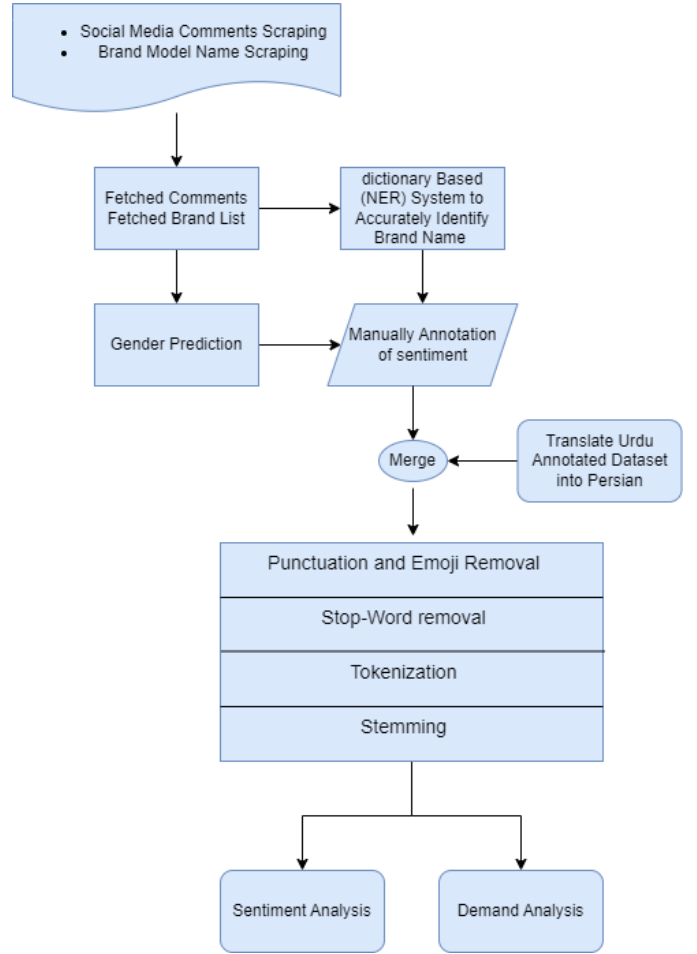 Social Media Comments Scraping
Brand Model Name Scraping
Fetched Comments
Fetched Brand List
dictionary Based
(NER) System to
Accurately Identify
Brand Name
Gender Prediction
Manually Annotation
of sentiment
Merge
Translate Urdu
Annotated Dataset
into Persian
Punctuation and Emoji Removal
Stop-Word removal
Tokenization
Stemming
Sentiment Analysis
Demand Analysis